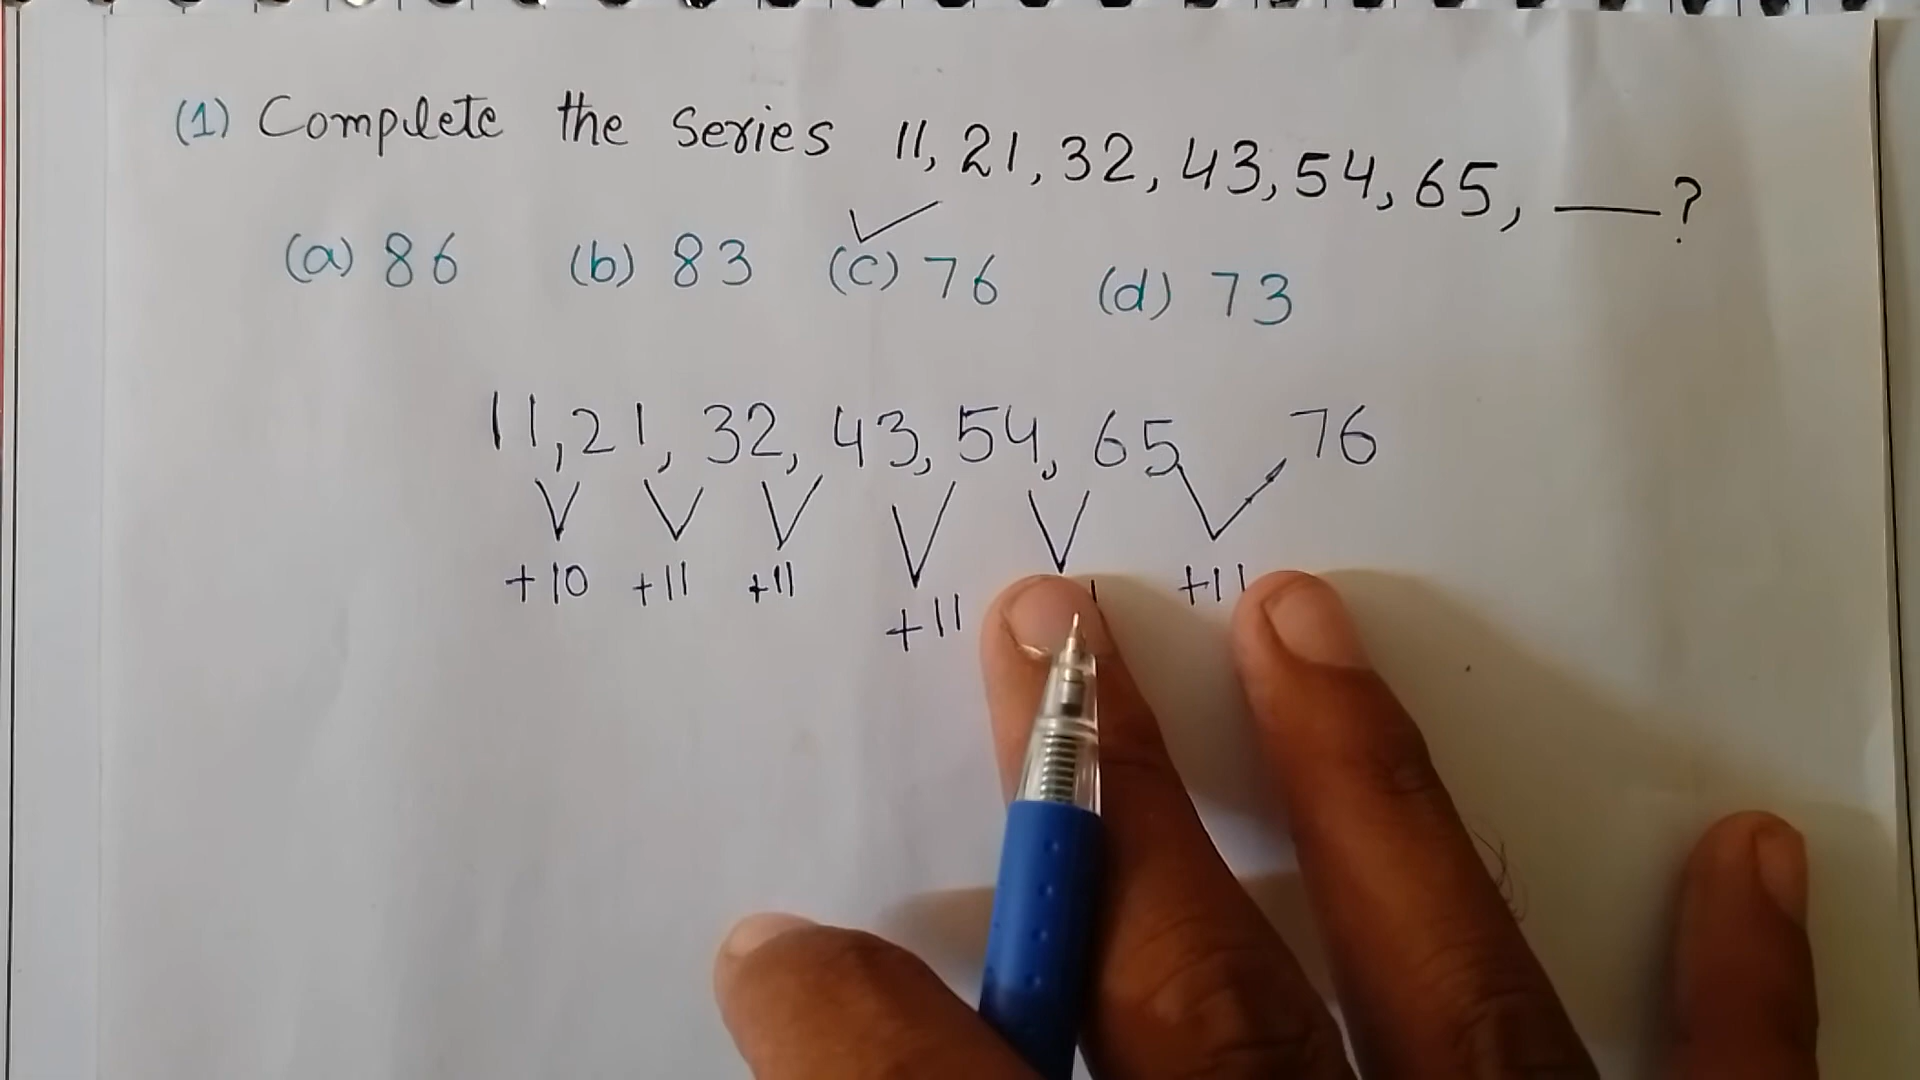 (1) Complete the series 11, 21, 32, 43, 54, 65, ___ ?
(a) 86 (b) 83 (c) 76 (d) 73
11, 21, 32, 43, 54, 65, 76
+10 +11 +11 +11 +11